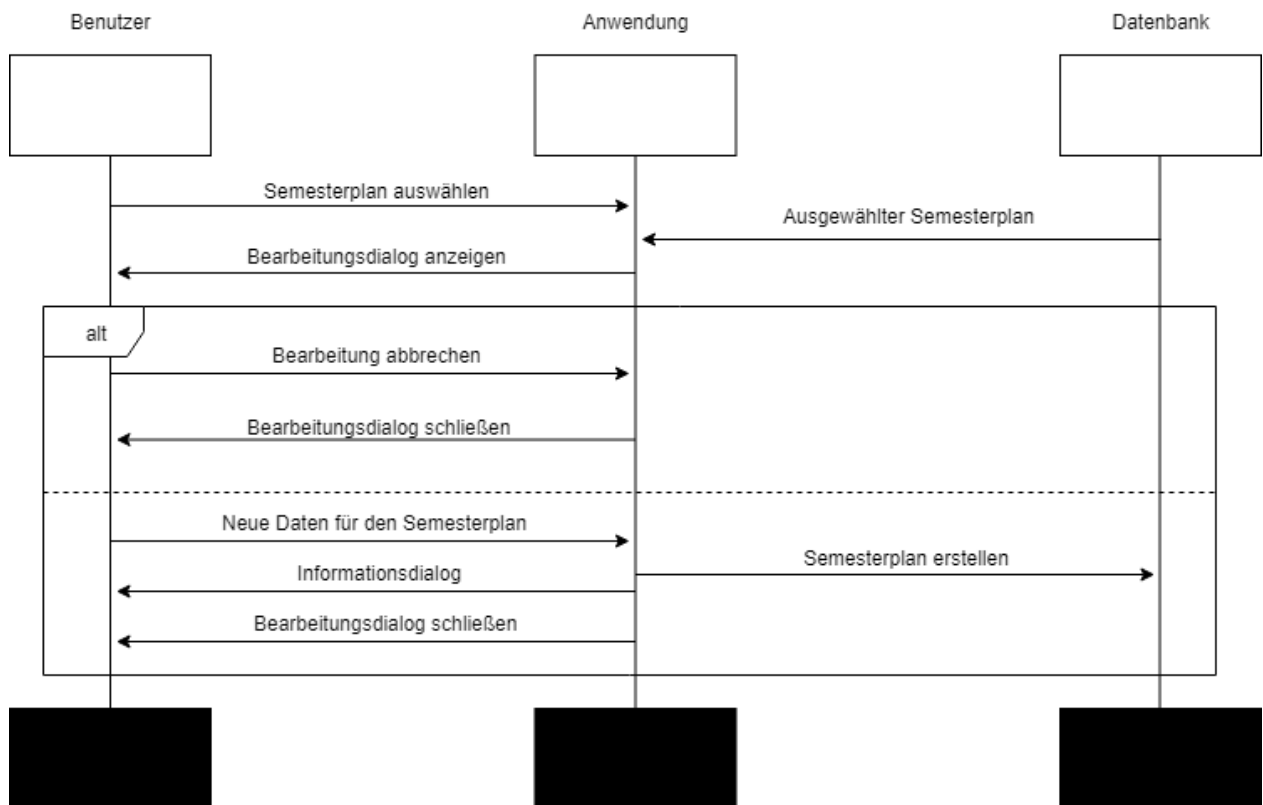 Benutzer
Anwendung
Datenbank
Semesterplan auswählen
Ausgewählter Semesterplan
Bearbeitungsdialog anzeigen
alt
Bearbeitung abbrechen
Bearbeitungsdialog schließen
Neue Daten für den Semesterplan
Semesterplan erstellen
Informationsdialog
Bearbeitungsdialog schließen